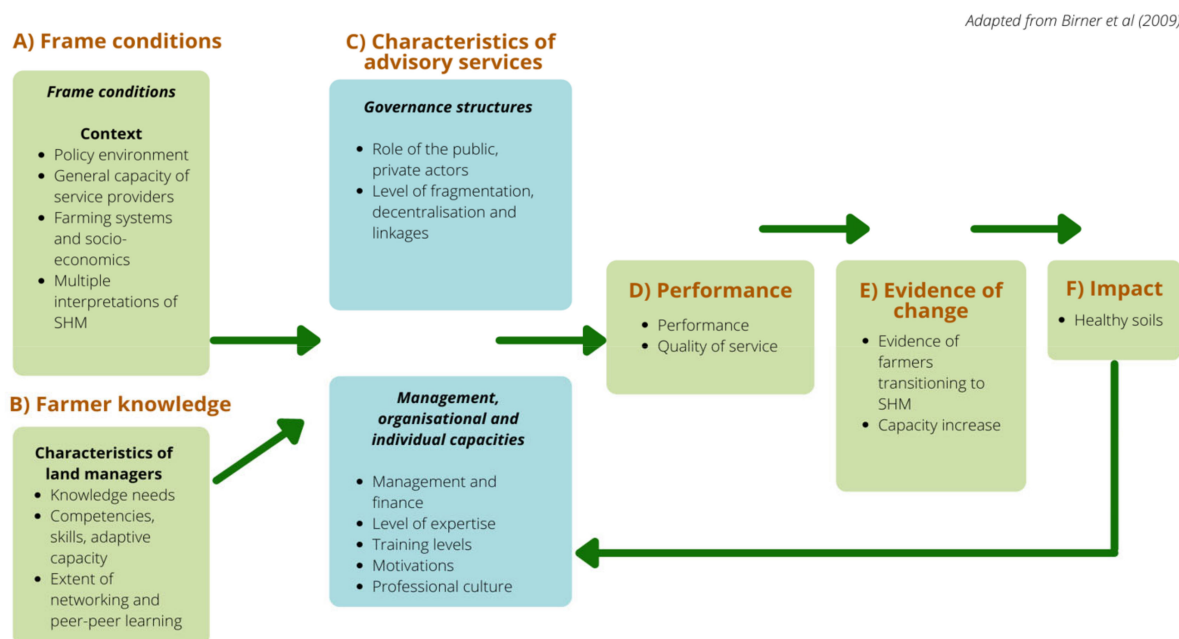 Adapted from Birner et al (2009)
A) Frame conditions
Frame conditions
Context
• Policy environment
• General capacity of
service providers
• Farming systems
and socio-
economics
• Multiple
interpretations of
SHM
B) Farmer knowledge
Characteristics of
land managers
• Knowledge needs
• Competencies,
skills, adaptive
capacity
• Extent of
networking and
peer-peer learning
C) Characteristics of
advisory services
Governance structures
• Role of the public,
private actors
• Level of fragmentation,
decentralisation and
linkages
Management,
organisational and
individual capacities
• Management and
finance
• Level of expertise
• Training levels
• Motivations
• Professional culture
D) Performance
• Performance
• Quality of service
E) Evidence of
change
• Evidence of
farmers
transitioning to
SHM
• Capacity increase
F) Impact
• Healthy soils